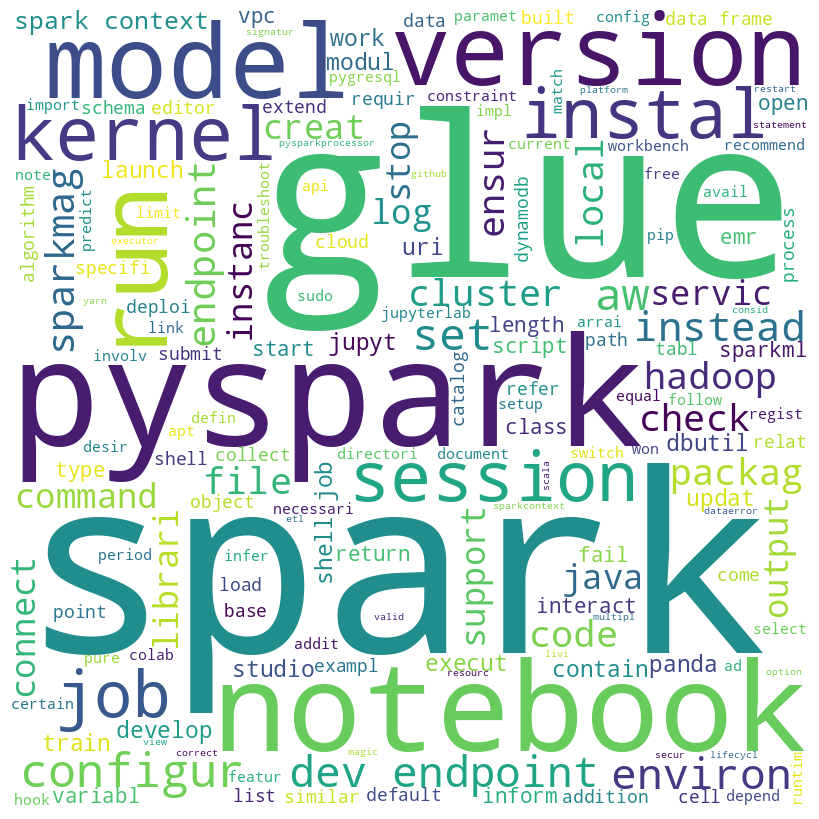 spark context
vpc
data
paramet
built
config
data frame
signatur
model
work
modul
version
pygresql
import
schema
editor
extend
requir
constraint
impl
match
platform
restart
open
kernel
creat
stop
ensur
instal
statement
note
launch
pysparkprocessor
github
current
local
workbench
recommend
free
run
endpoint
instanc
troubleshoot
api
glue
log
dynamodb
avail
algorithm
predict
sparkmag
limit
executor
cloud
uri
pip
emr
process
specifi
yarn
deploi
link
sudo
jupyterlab
cluster
aw
servic
consid
involv
submit
start
jupyt
set
length
script
arrai
path
instead
tabl
sparkml
pyspark
catalog
refer
setup
class
hadoop
equal
follow
check
regist
defin
apt
desir
shell
collect
directori
document
switch
won
dbutil
relat
type
file
session
packag
command
librari
object
necessari
shell job
sparkcontext
scala
dataerror
updat
output
etl
spark
period
infer
return
support
fail
java
come
point
load
base
valid
interact
multipl
code
select
connect
pure
colab
addit
livi
certain
studio
exampl
resourc
execut
contain
panda
ad
option
job
notebook
develop
train
view
correct
magic
secur
lifecycl
configur
featur
dev endpoint
environ
runtim
hook
variabl
list
similar
default
inform
addition
cell
depend